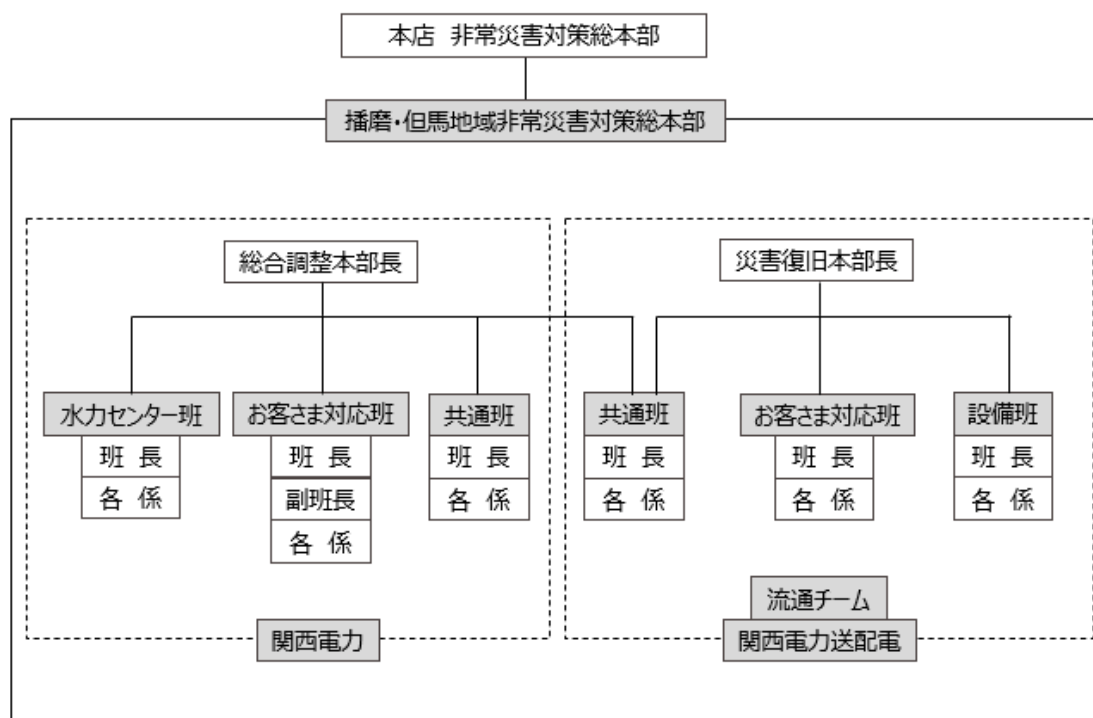 本店 非常災害対策総本部
播磨・但馬地域非常災害対策総本部
総合調整本部長
災害復旧本部長
水力センター班
班 長
各 係
お客さま対応班
班 長
副班長
各 係
共通班
班 長
各 係
共通班
班 長
各 係
お客さま対応班
班 長
各 係
設備班
班 長
各 係
関西電力
流通チーム
関西電力送配電